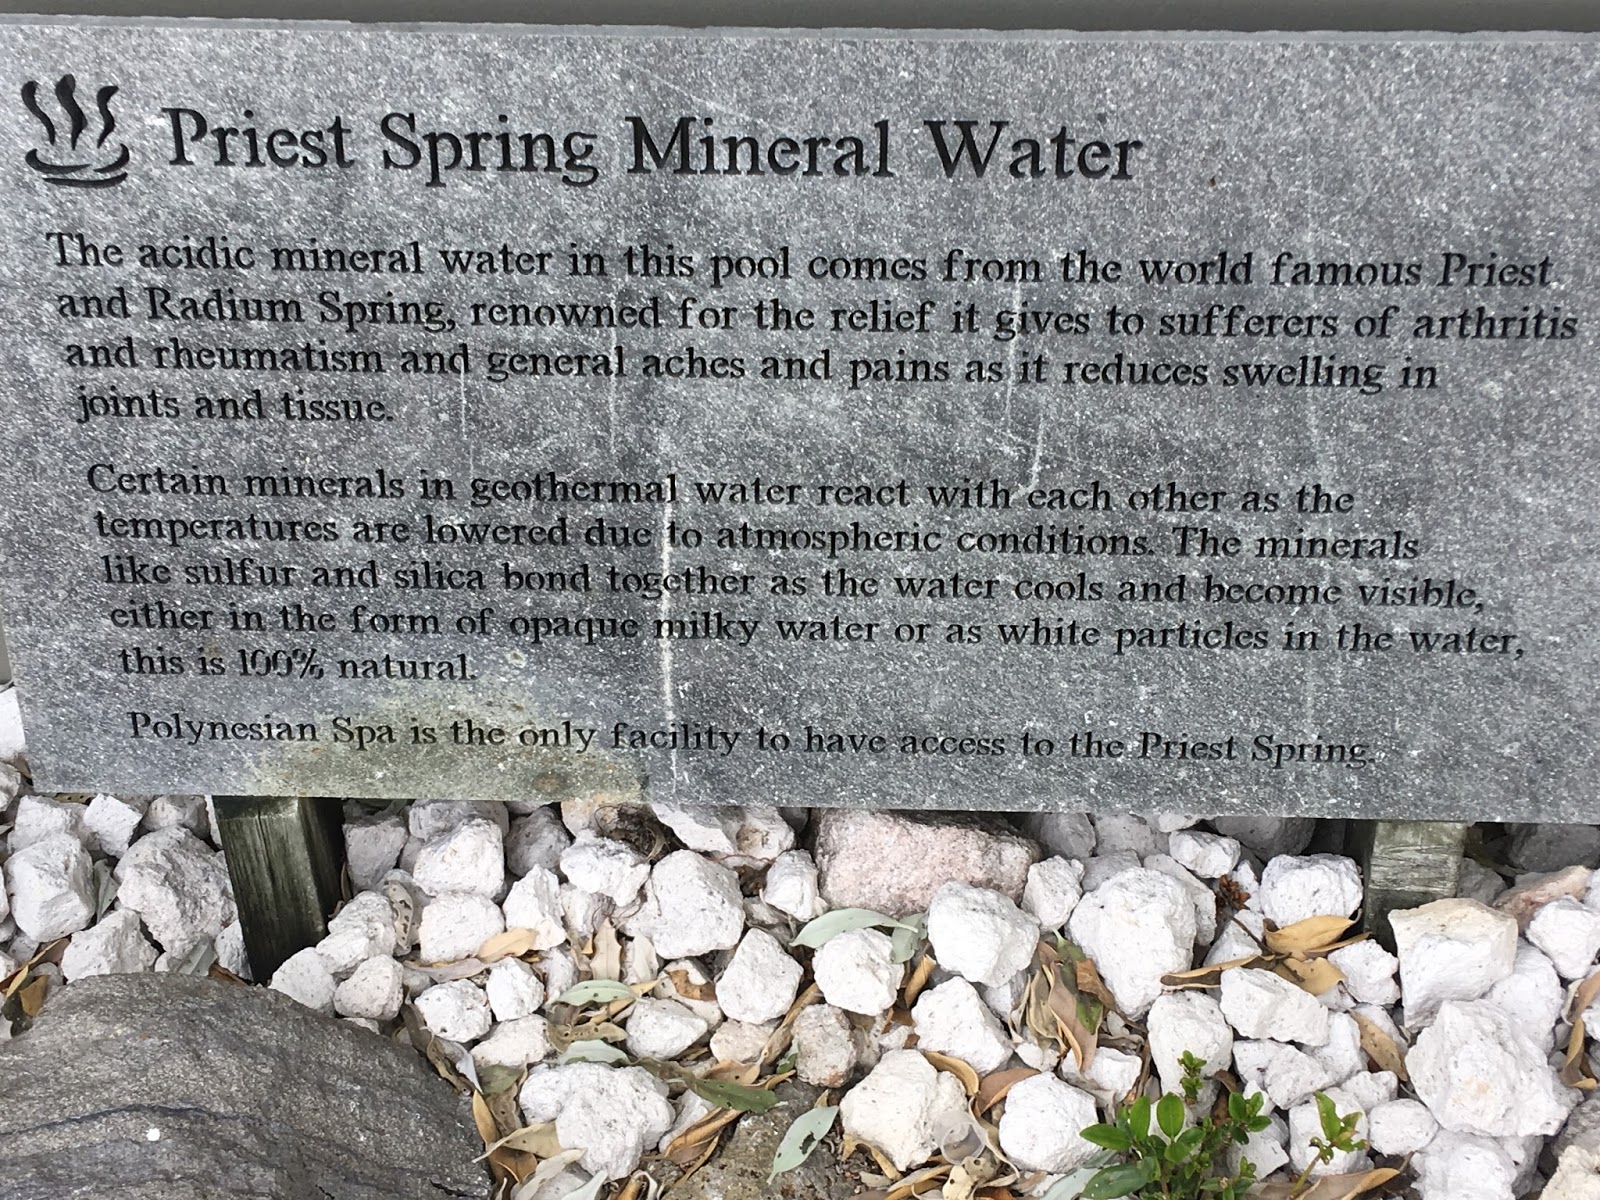 Priest Spring Mineral Water
The acidic mineral water in this pool comes from the world famous Priest
and Radium Spring, renowned for the relief it gives to sufferers of arthritis
and rheumatism and general aches and pains as it reduces swelling in
joints and tissue.
Certain minerals in geothermal water react with each other as the
temperatures are lowered due to atmospheric conditions. The minerals
like sulfur and silica bond together as the water cools and become visible,
either in the form of opaque milky water or as white particles in the water,
this is 100% natural.
Polynesian Spa is the only facility to have access to the Priest Spring.